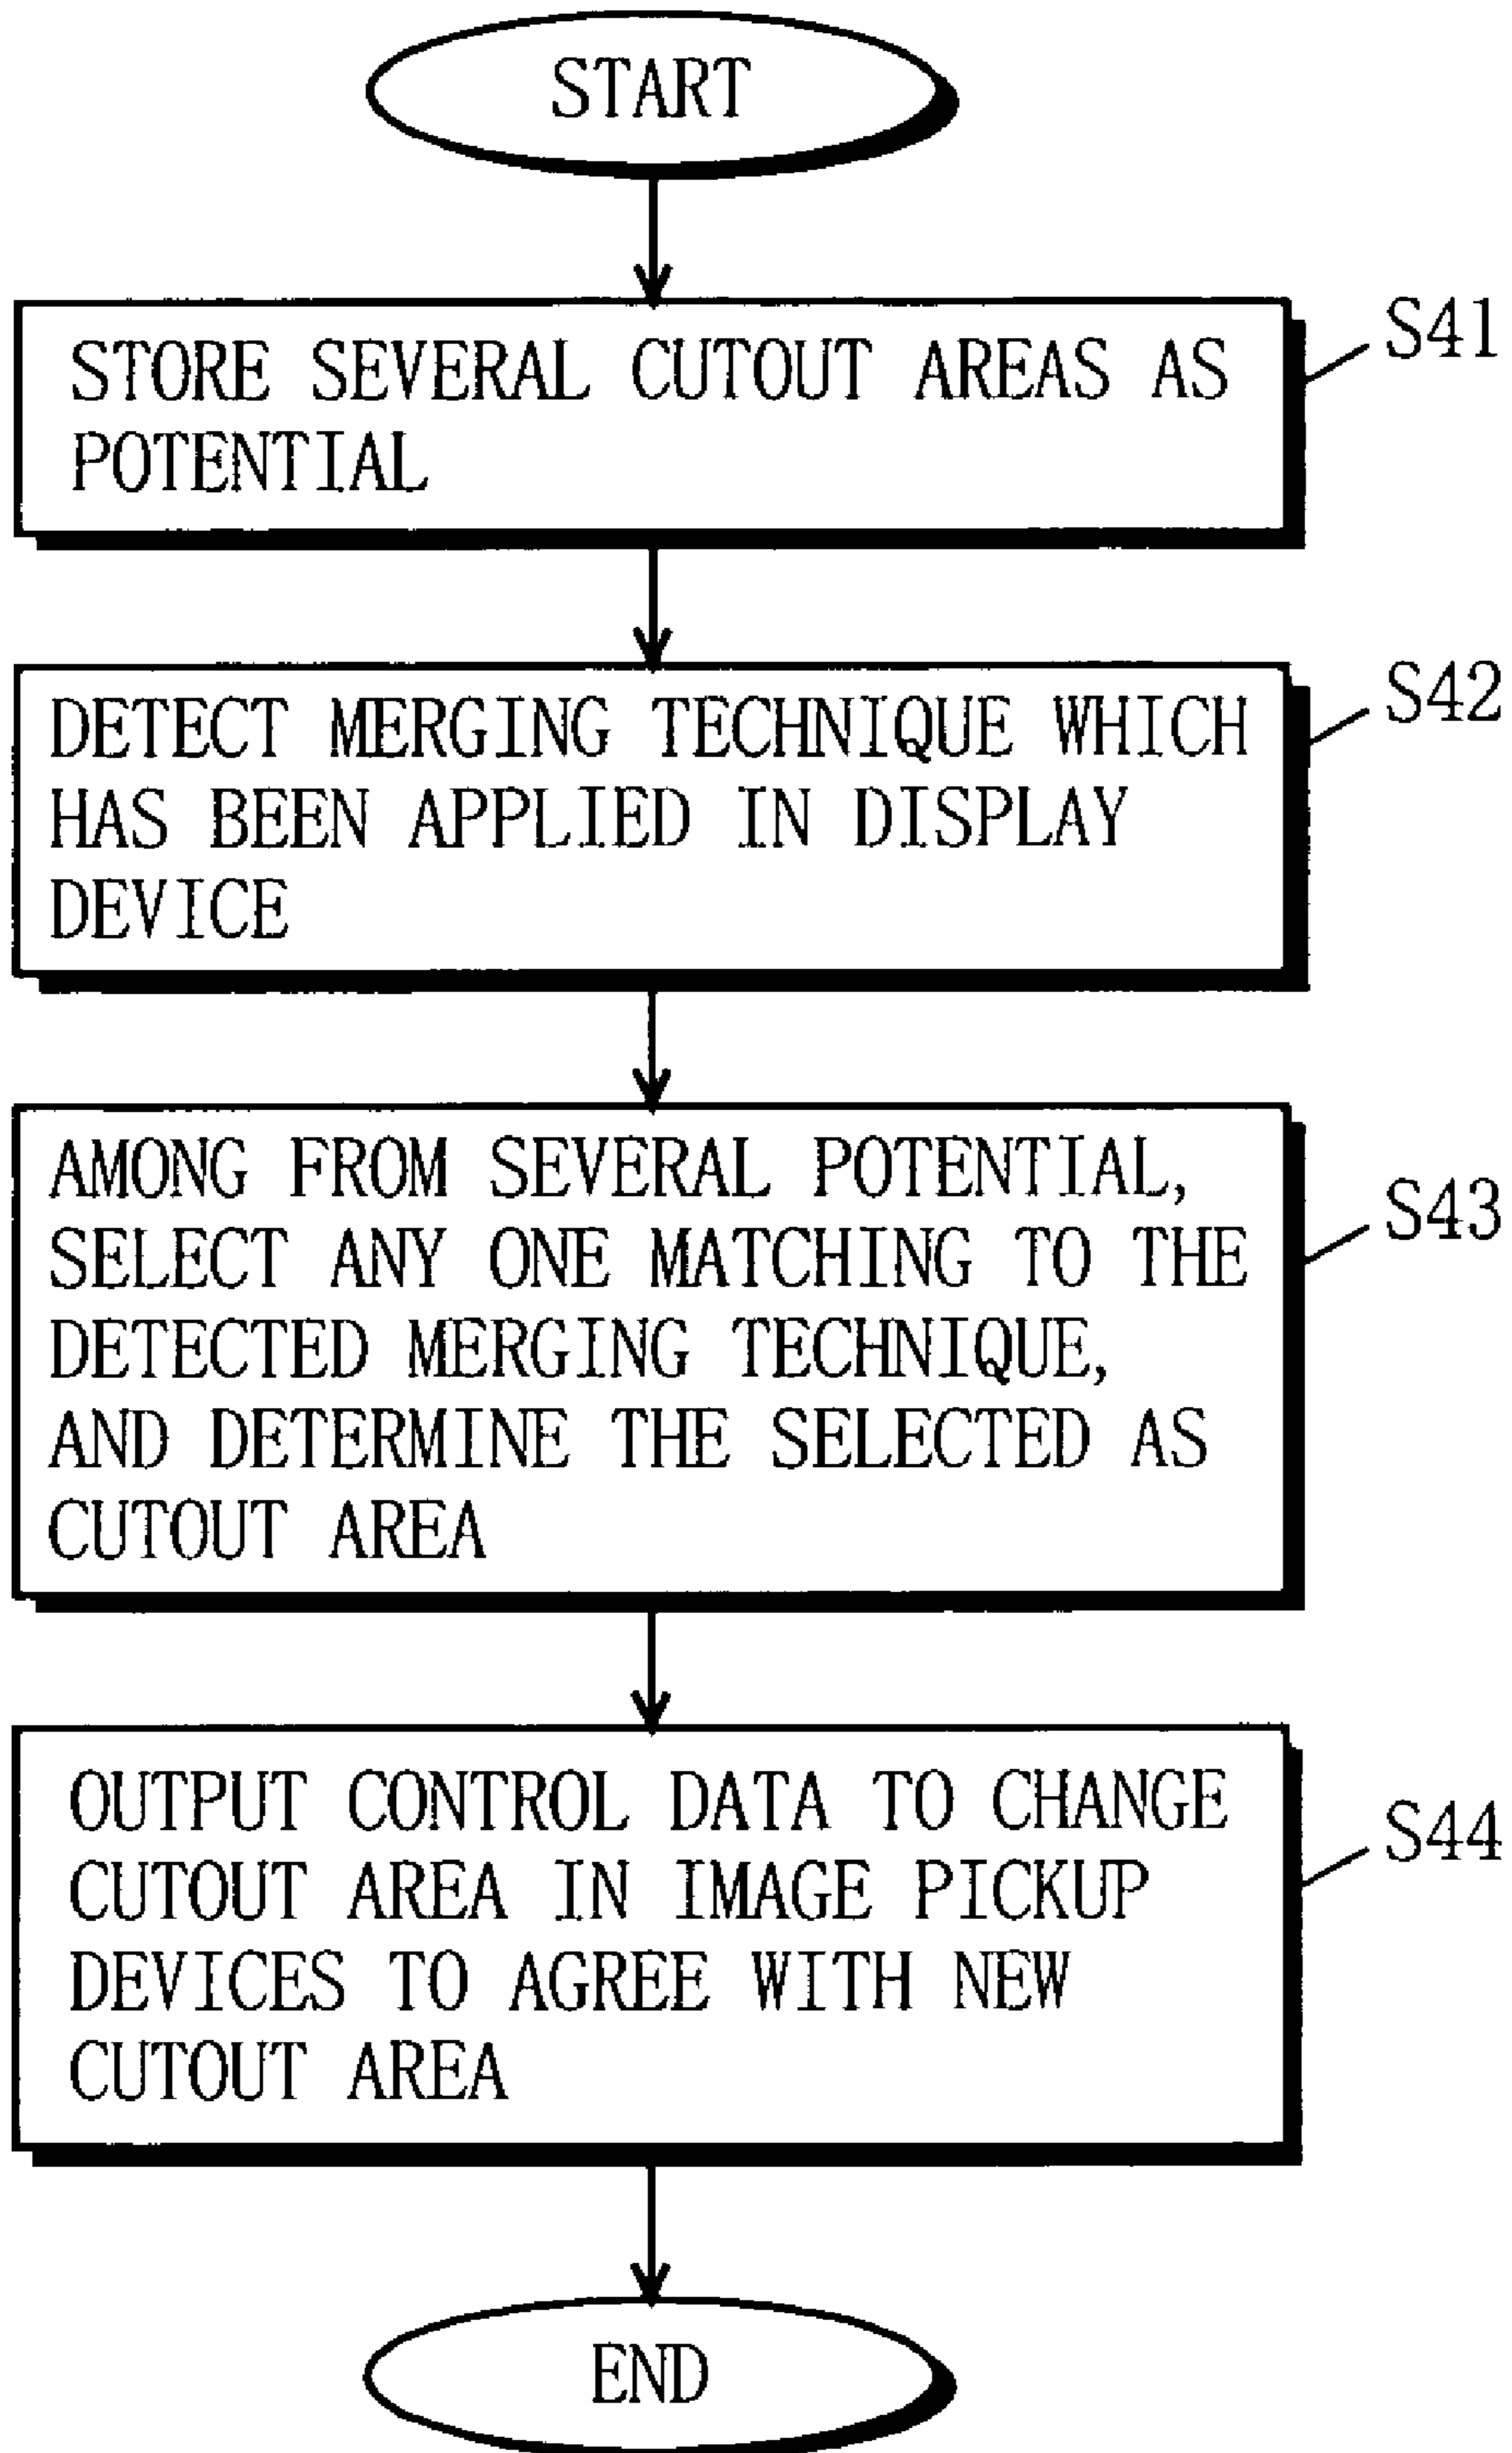 START
S41
STORE SEVERAL CUTOUT AREAS AS
POTENTIAL
S42
DETECT MERGING TECHNIQUE WHICH
HAS BEEN APPLIED IN DISPLAY
DEVICE
S43
AMONG FROM SEVERAL POTENTIAL,
SELECT ANY ONE MATCHING TO THE
DETECTED MERGING TECHNIQUE,
AND DETERMINE THE SELECTED AS
CUTOUT AREA
S44
OUTPUT CONTROL DATA TO CHANGE
CUTOUT AREA IN IMAGE PICKUP
DEVICES TO AGREE WITH NEW
CUTOUT AREA
END